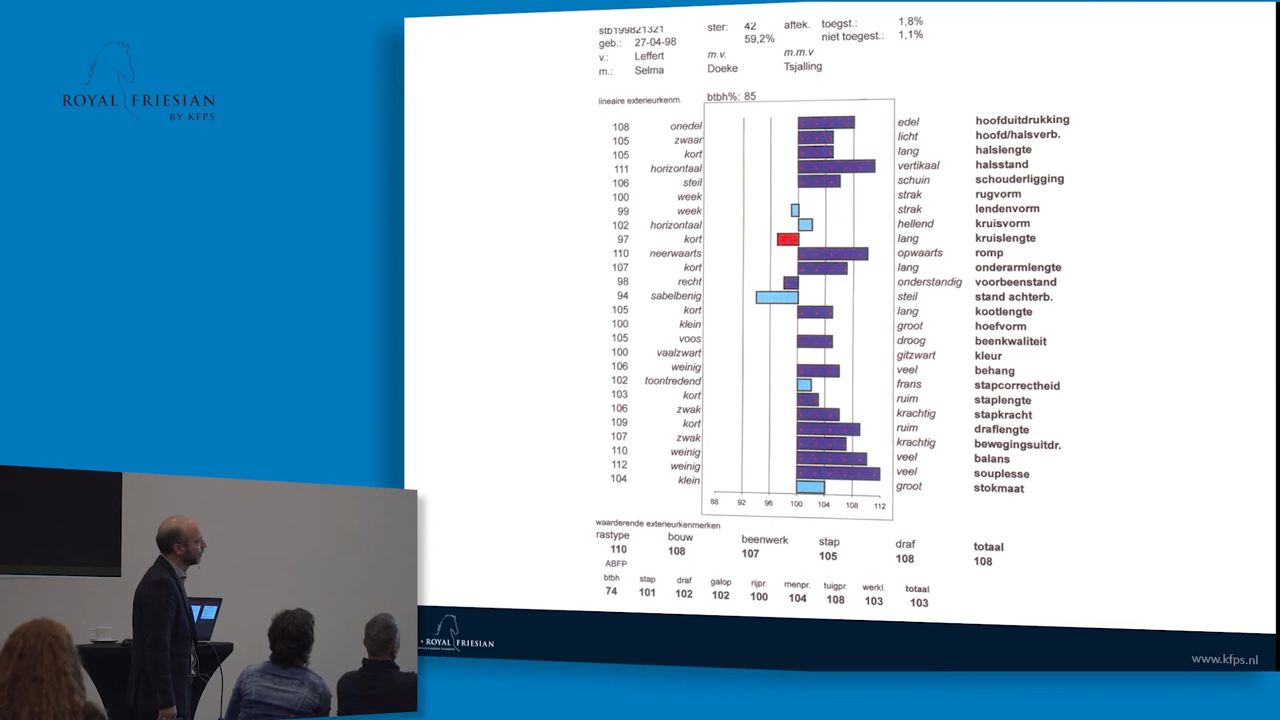 ROYAL FRIESIAN
BY KFPS
stb199821321 ster: 42 aftek. toegst.: 1,8%
geb.: 27-04-98 59,2% niet toegest.: 1,1%
v.: Leffert m.v. m.m.v
m.: Selma Doeke Tsjalling
lineaire exterieurkenm. btbh%: 85
108 onedel edel hoofduitdrukking
105 zwaar licht hoofd/halsverb.
105 kort lang halslengte
111 horizontaal vertikaal halsstand
106 steil schuin schouderligging
100 week strak rugvorm
99 week strak lendenvorm
102 horizontaal hellend kruisvorm
97 kort lang kruislengte
110 neerwaarts opwaarts romp
107 kort lang onderarmlengte
98 recht onderstandig voorbeenstand
94 sabelbenig steil stand achterb.
105 kort lang kootlengte
100 klein groot hoefvorm
105 voos droog beenkwaliteit
100 vaalzwart gitzwart kleur
106 weinig veel behang
102 toontredend frans stapcorrectheid
103 kort ruim staplengte
106 zwak krachtig stapkracht
109 kort ruim draflengte
107 zwak krachtig bewegingsuitdr.
110 weinig veel balans
112 weinig veel souplesse
104 klein groot stokmaat
88 92 96 100 104 108 112
waarderende exterieurkenmerken
rastype bouw beenwerk stap draf totaal
110 108 107 105 108 108
ABFP
btbh stap draf galop rijpr. menpr. tuigpr. werkl. totaal
74 101 102 102 100 104 108 103 103
ROYAL FRIESIAN
www.kfps.nl